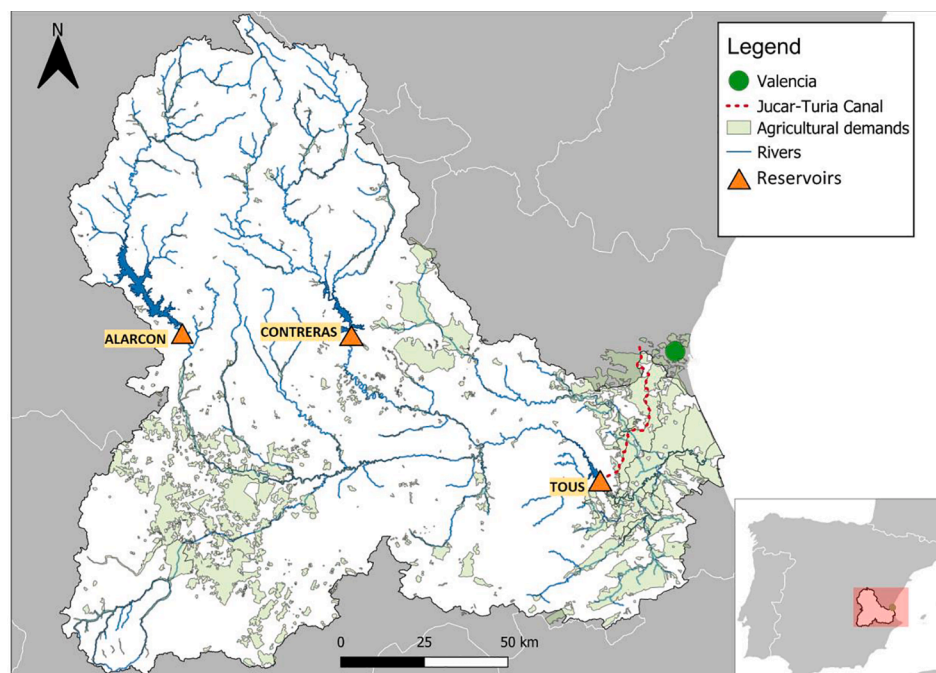 N
Legend
Valencia
Jucar-Turia Canal
Agricultural demands
Rivers
Reservoirs
ALARCON
CONTRERAS
TOUS
0 25 50 km